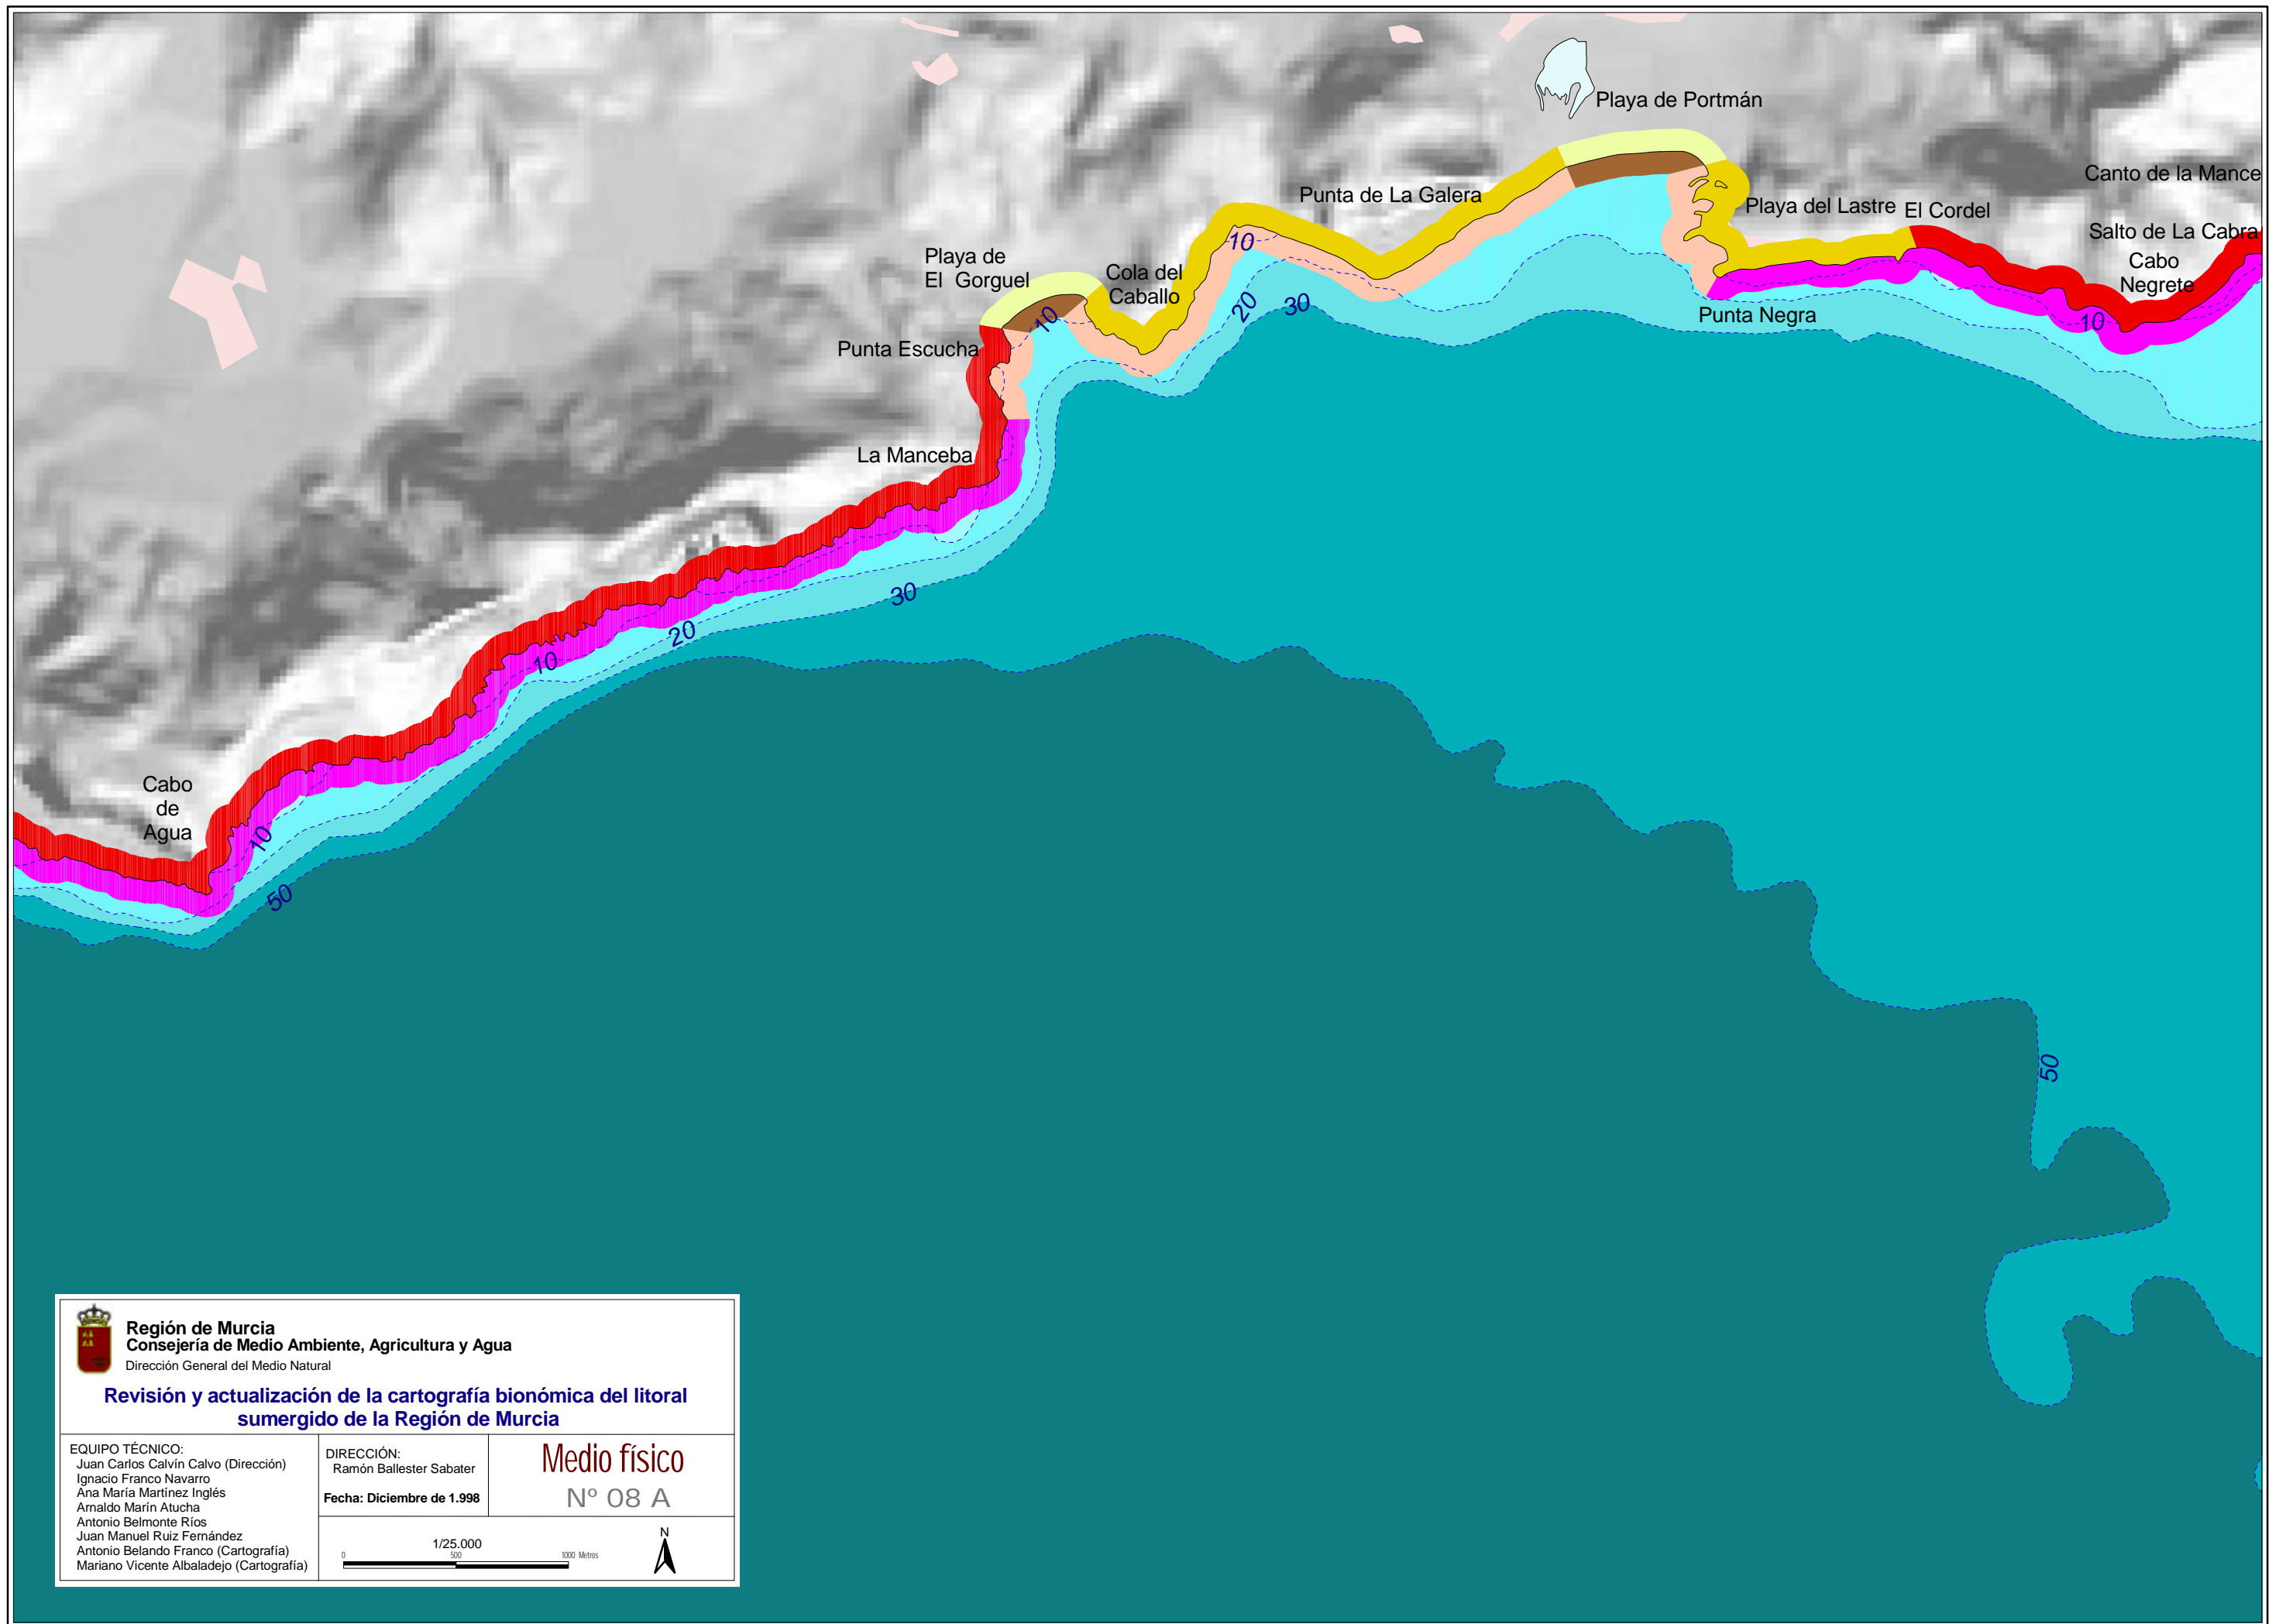 Playa de Portmán
Canto de la Mance
Punta de La Galera
Playa del Lastre
El Cordel
Salto de La Cabra
Cabo
Negrete
10
Playa de
El Gorguel
Cola del
Caballo
10
20
30
10
Punta Negra
Punta Escucha
La Manceba
30
20
10
Cabo
de
Agua
10
50
50
Región de Murcia
Consejería de Medio Ambiente, Agricultura y Agua
Dirección General del Medio Natural
Revisión y actualización de la cartografía bionómica del litoral
sumergido de la Región de Murcia
EQUIPO TÉCNICO:
Juan Carlos Calvín Calvo (Dirección)
Ignacio Franco Navarro
Ana María Martínez Inglés
Arnaldo Marín Atucha
Antonio Belmonte Ríos
Juan Manuel Ruiz Fernández
Antonio Belando Franco (Cartografía)
Mariano Vicente Albaladejo (Cartografía)
DIRECCIÓN:
Ramón Ballester Sabater
Fecha: Diciembre de 1.998
Medio físico
Nº 08 A
1/25.000
0 500 1000 Metros
N